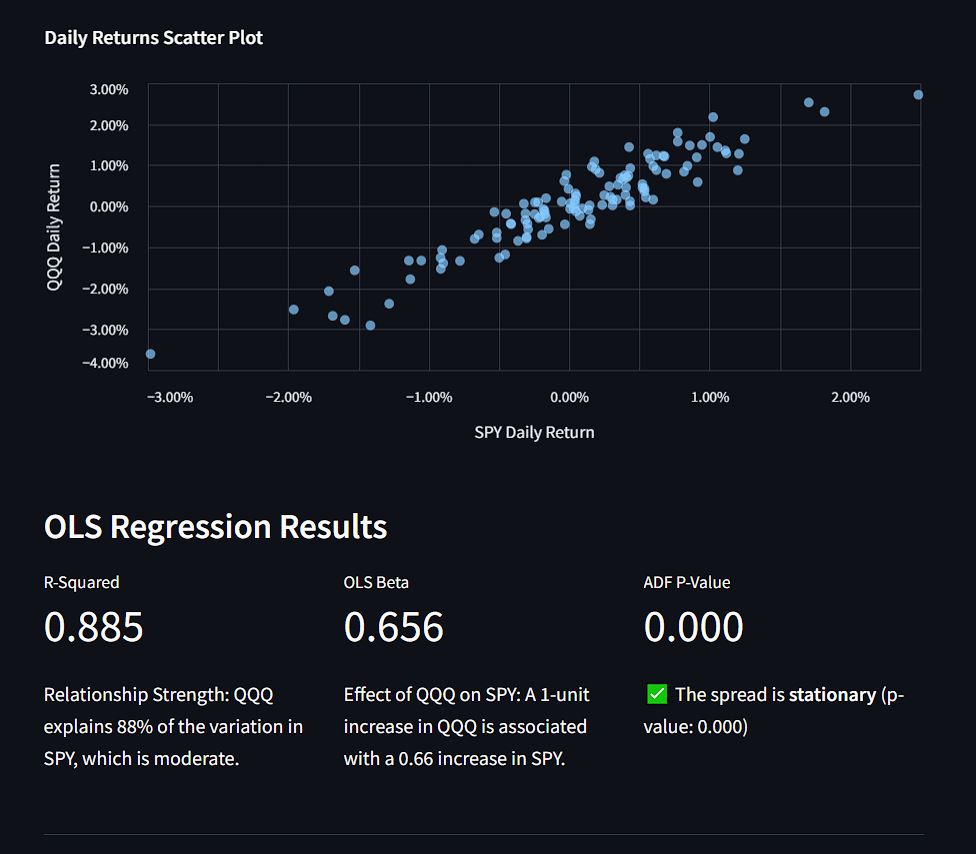 Daily Returns Scatter Plot
3.00%
2.00%
1.00%
0.00%
−1.00%
−2.00%
−3.00%
−4.00%
QQQ Daily Return
−3.00%
−2.00%
−1.00%
0.00%
1.00%
2.00%
SPY Daily Return
OLS Regression Results
R-Squared
0.885
Relationship Strength: QQQ
explains 88% of the variation in
SPY, which is moderate.
OLS Beta
0.656
Effect of QQQ on SPY: A 1-unit
increase in QQQ is associated
with a 0.66 increase in SPY.
ADF P-Value
0.000
✅ The spread is stationary (p-
value: 0.000)